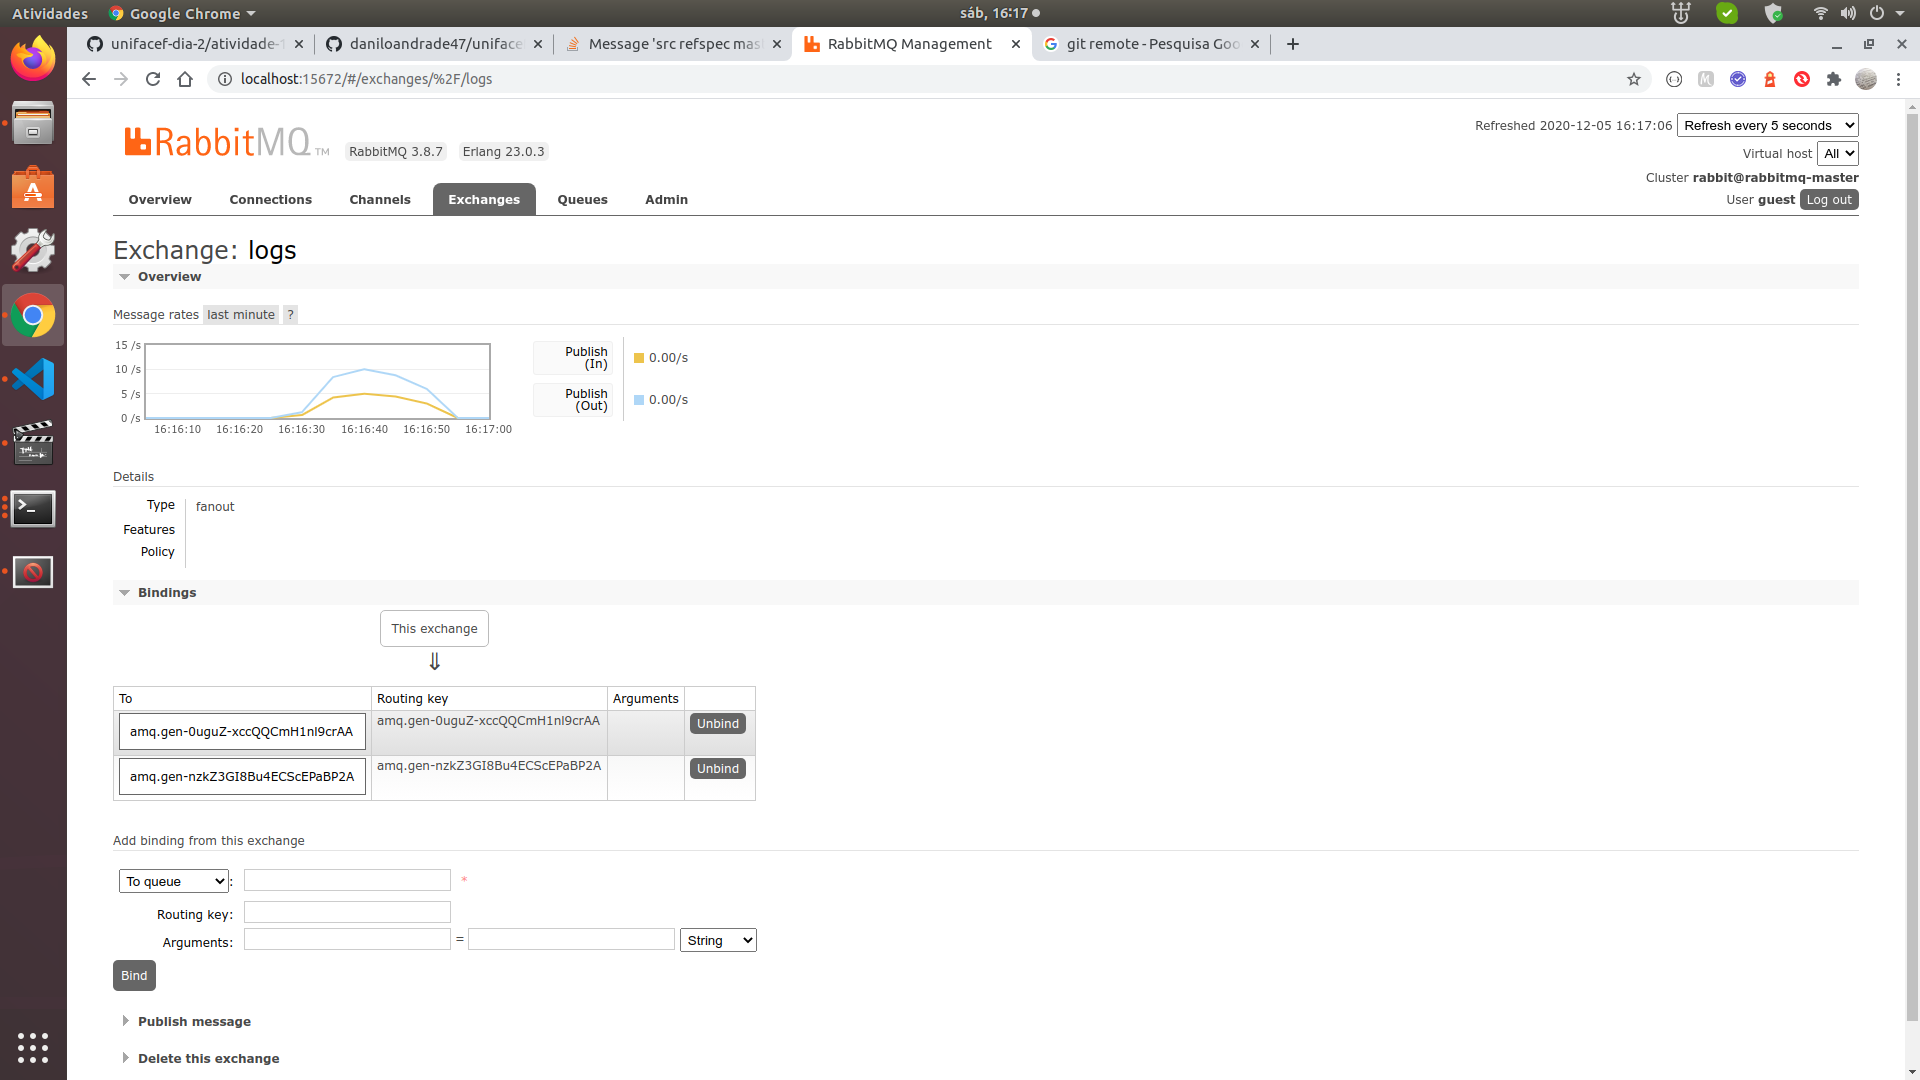 Atividades
Google Chrome
sáb, 16:17
unifacef-dia-2/atividade-1
daniloandrade47/uniface
Message 'src refspec mas
RabbitMQ Management
git remote - Pesquisa Goo
localhost:15672/#/exchanges/%2F/logs
RabbitMQ TM
RabbitMQ 3.8.7
Erlang 23.0.3
Refreshed 2020-12-05 16:17:06
Refresh every 5 seconds
Virtual host
All
Cluster rabbit@rabbitmq-master
User guest
Log out
Overview
Connections
Channels
Exchanges
Queues
Admin
Exchange: logs
Overview
Message rates
last minute
?
15 /s
10 /s
5 /s
0 /s
16:16:10
16:16:20
16:16:30
16:16:40
16:16:50
16:17:00
Publish
(In)
0.00/s
Publish
(Out)
0.00/s
Details
Type
fanout
Features
Policy
Bindings
This exchange
⇓
To
Routing key
Arguments
amq.gen-0uguZ-xccQQCmH1nl9crAA
amq.gen-0uguZ-xccQQCmH1nl9crAA
Unbind
amq.gen-nzkZ3GI8Bu4ECScEPaBP2A
amq.gen-nzkZ3GI8Bu4ECScEPaBP2A
Unbind
Add binding from this exchange
To queue
:
*
Routing key:
Arguments:
=
String
Bind
Publish message
Delete this exchange